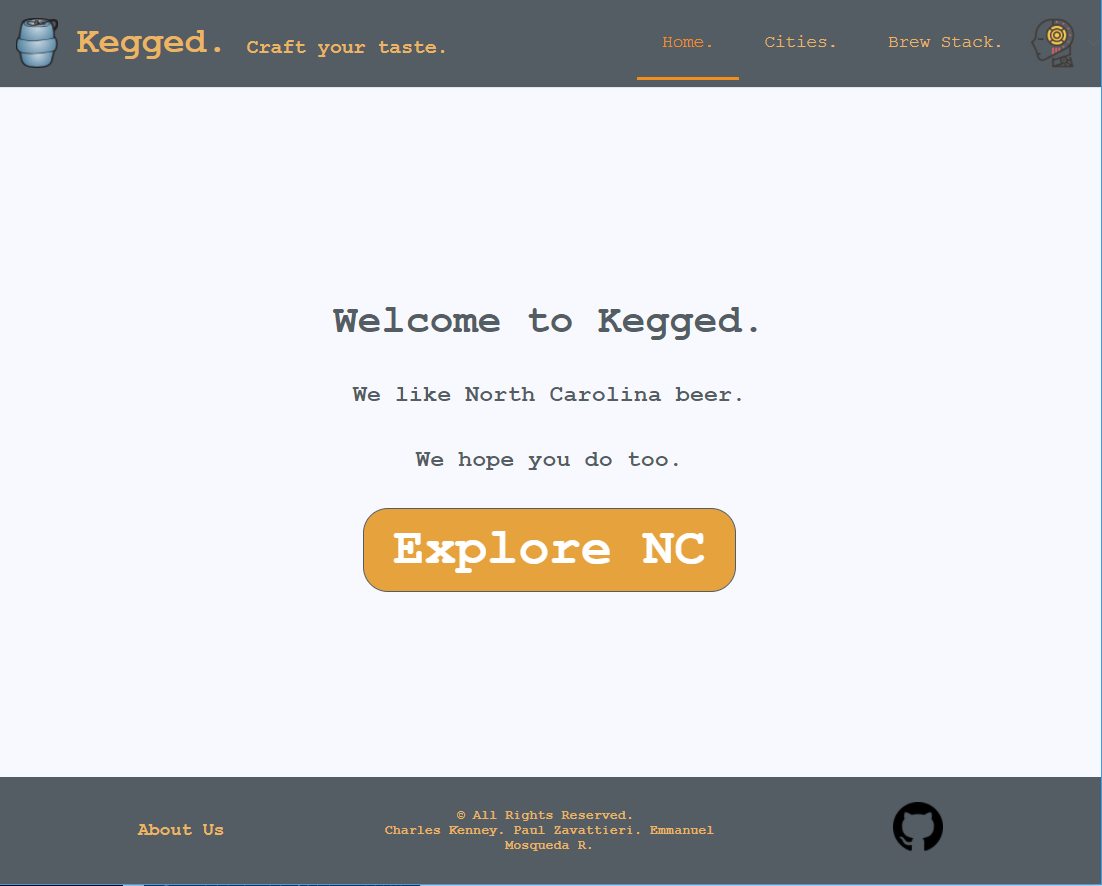 Kegged.
Craft your taste.
Home.
Cities.
Brew Stack.
Welcome to Kegged.
We like North Carolina beer.
We hope you do too.
Explore NC
About Us
© All Rights Reserved.
Charles Kenney. Paul Zavattieri. Emmanuel
Mosqueda R.